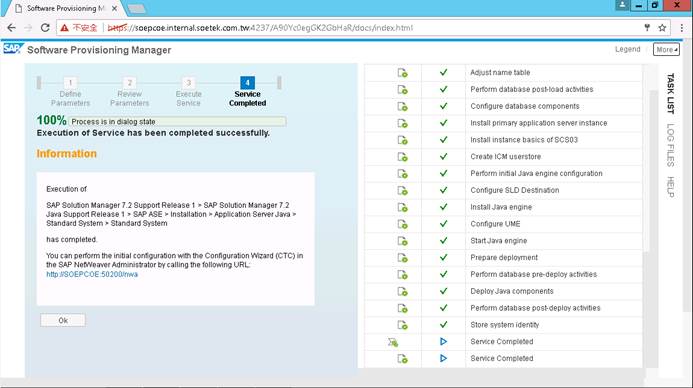 Primary Support Platform
不安全
https://soepcoe.internal.soetek.com.tw:4237/A90Yc0egGK2GbHaR/docs/index.html
SAP Software Provisioning Manager
Legend
More
1
2
3
4
Define Parameters
Review Parameters
Execute Service
Service Completed
100% Process is in dialog state
Execution of Service has been completed successfully.
Information
Execution of
SAP Solution Manager 7.2 Support Release 1 > SAP Solution Manager 7.2
Java Support Release 1 > SAP ASE > Installation > Application Server Java >
Standard System > Standard System
has completed.
You can perform the initial configuration with the Configuration Wizard (CTC) in
the SAP NetWeaver Administrator by calling the following URL:
http://SOEPCOE:50200/nwa
Ok
Adjust name table
Perform database post-load activities
Configure database components
Install primary application server instance
Install instance basics of SCS03
Create ICM userstore
Perform initial Java engine configuration
Configure SLD Destination
Install Java engine
Configure UME
Start Java engine
Prepare deployment
Perform database pre-deploy activities
Deploy Java components
Perform database post-deploy activities
Store system identity
Service Completed
Service Completed
TASK LIST
LOG FILES
HELP